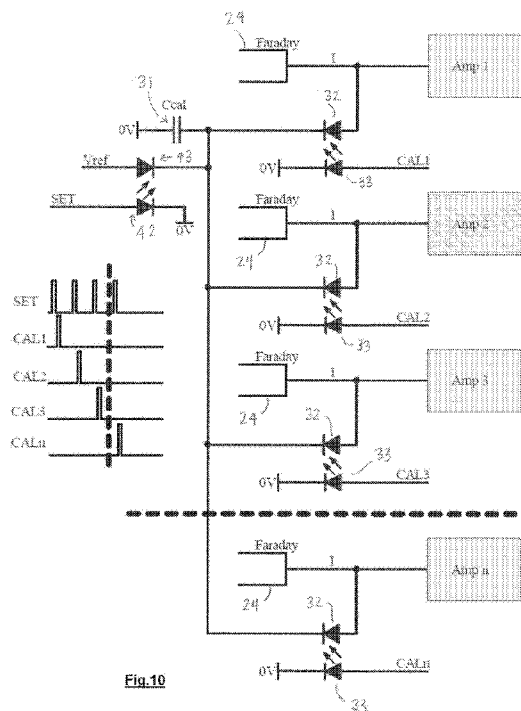 24
Faraday
I
Amp 1
32
31
Ccal
0V
Vref
43
0V
CAL1
33
SET
42
0V
Faraday
24
I
Amp 2
32
0V
CAL2
33
SET
CAL1
CAL2
CAL3
CALn
Faraday
24
I
Amp 3
32
33
0V
CAL3
Faraday
24
I
Amp n
32
0V
CALn
33
Fig.10